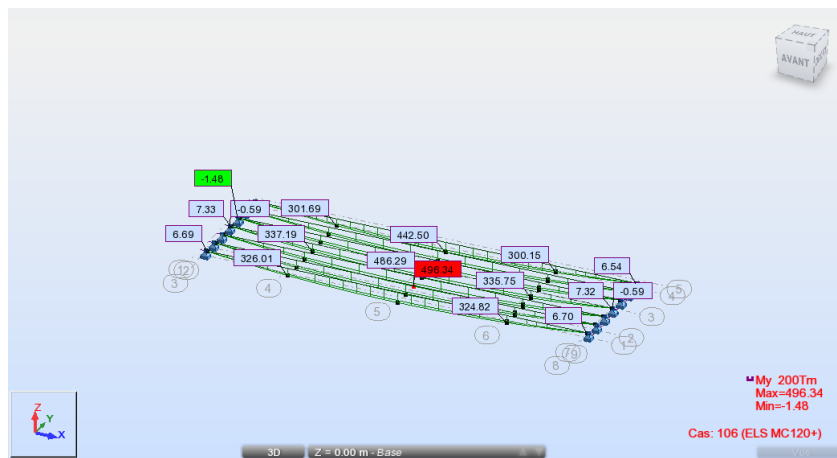 HAUT
AVANT
-1.48
7.33
-0.59
301.69
6.69
337.19
442.50
326.01
486.29
496.34
300.15
6.54
335.75
7.32
-0.59
324.82
6.70
3
4
5
6
8
1
2
3
4
5
My 200Tm
Max=496.34
Min=-1.48
Cas: 106 (ELS MC120+)
Z
Y
X
3D
Z = 0.00 m - Base